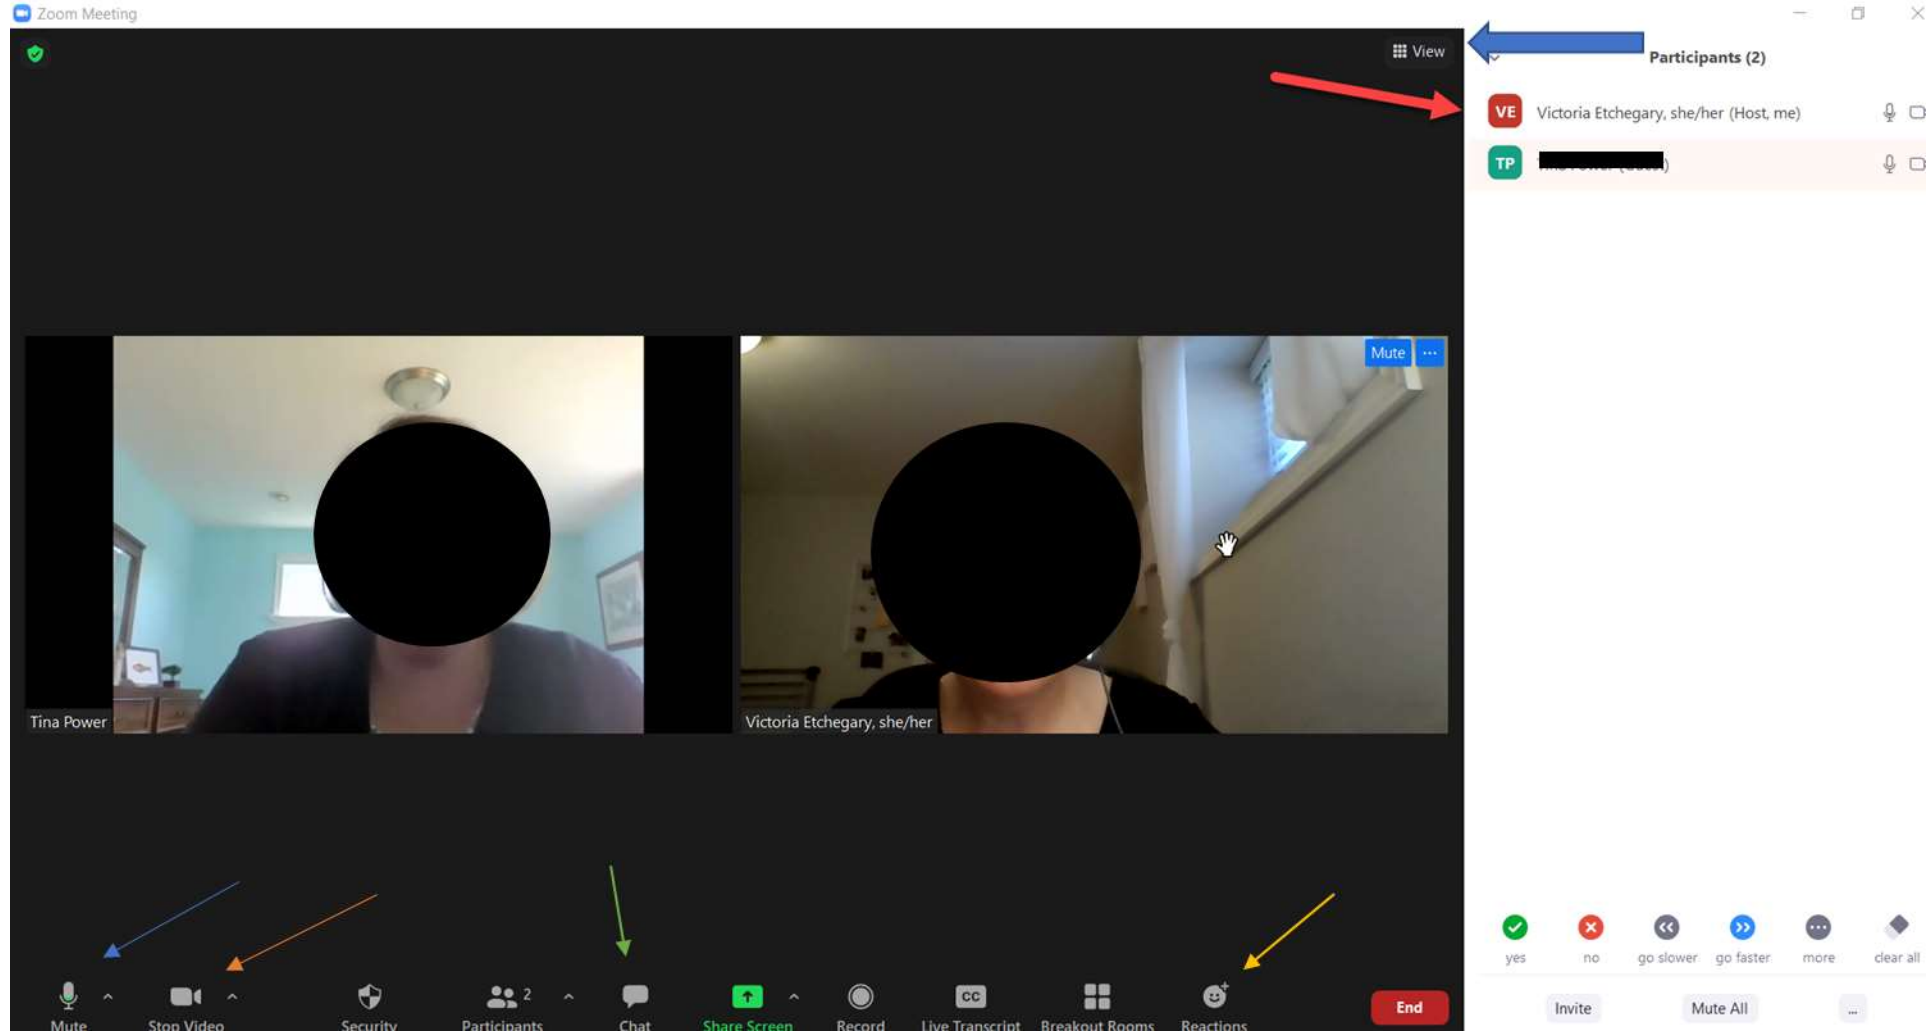 Zoom Meeting
View
Participants (2)
VE Victoria Etchegary, she/her (Host, me)
TP
Mute ...
Tina Power
Victoria Etchegary, she/her
yes no go slower go faster more clear all
2
CC
Mute Stop Video Security Participants Chat Share Screen Record Live Transcript Breakout Rooms Reactions
End
Invite Mute All ...